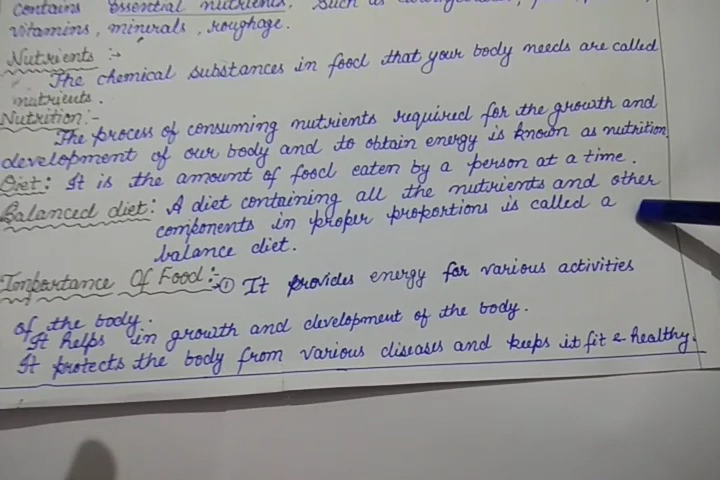 contains essential nutrients. Such as
vitamins, minerals, roughage.
Nutrients :-
The chemical substances in food that your body needs are called
nutrients.
Nutrition:-
The process of consuming nutrients required for the growth and
development of our body and to obtain energy is known as nutrition.
Diet: It is the amount of food eaten by a person at a time.
Balanced diet: A diet containing all the nutrients and other
components in proper proportions is called a
balance diet.
Importance Of Food:-① It provides energy for various activities
of the body.
It helps in growth and development of the body.
It protects the body from various diseases and keeps it fit & healthy.